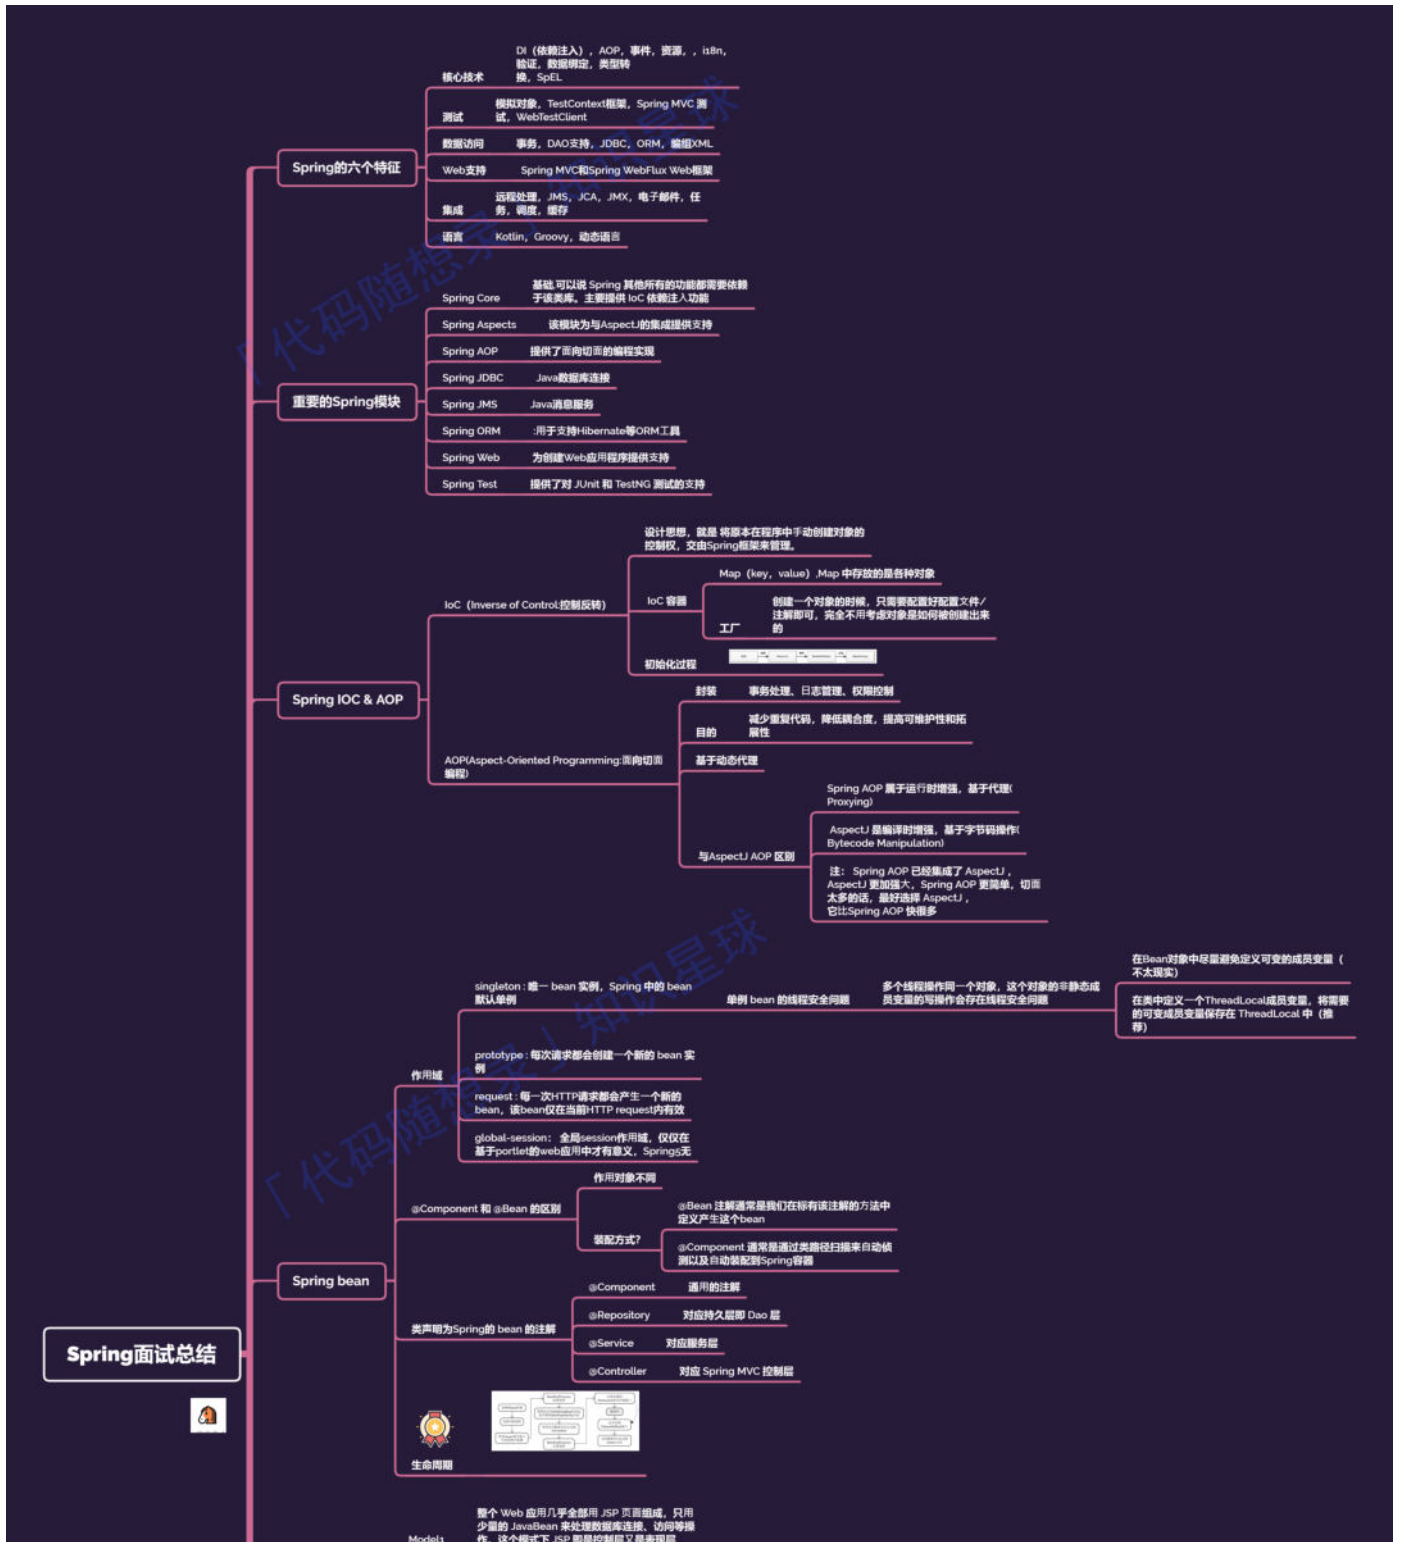 DI（依赖注入），AOP，事件，资源，，i18n，
验证，数据绑定，类型转
核心技术 换，SpEL
模拟对象，TestContext框架，Spring MVC 测
测试 试，WebTestClient
数据访问 事务，DAO支持，JDBC，ORM，编组XML
Spring的六个特征
Web支持 Spring MVC和Spring WebFlux Web框架
远程处理，JMS，JCA，JMX，电子邮件，任
集成 务，调度，缓存
语言 Kotlin，Groovy，动态语言
基础,可以说 Spring 其他所有的功能都需要依赖
Spring Core 于该类库。主要提供 IoC 依赖注入功能
Spring Aspects 该模块为与AspectJ的集成提供支持
Spring AOP 提供了面向切面的编程实现
Spring JDBC Java数据库连接
重要的Spring模块
Spring JMS Java消息服务
Spring ORM :用于支持Hibernate等ORM工具
Spring Web 为创建Web应用程序提供支持
Spring Test 提供了对 JUnit 和 TestNG 测试的支持
设计思想，就是 将原本在程序中手动创建对象的
控制权，交由Spring框架来管理。
Map（key，value）,Map 中存放的是各种对象
IoC（Inverse of Control:控制反转）
IoC 容器
创建一个对象的时候，只需要配置好配置文件/
注解即可，完全不用考虑对象是如何被创建出来
工厂 的
初始化过程
Spring IOC & AOP
封装 事务处理、日志管理、权限控制
减少重复代码，降低耦合度，提高可维护性和拓
目的 展性
AOP(Aspect-Oriented Programming:面向切面
编程)
基于动态代理
Spring AOP 属于运行时增强，基于代理(
Proxying)
AspectJ 是编译时增强，基于字节码操作(
Bytecode Manipulation)
与AspectJ AOP 区别
注： Spring AOP 已经集成了 AspectJ ，
AspectJ 更加强大，Spring AOP 更简单，切面
太多的话，最好选择 AspectJ ，
它比Spring AOP 快很多
在Bean对象中尽量避免定义可变的成员变量（
不太现实）
singleton : 唯一 bean 实例，Spring 中的 bean
默认单例
单例 bean 的线程安全问题
多个线程操作同一个对象，这个对象的非静态成
员变量的写操作会存在线程安全问题
在类中定义一个ThreadLocal成员变量，将需要
的可变成员变量保存在 ThreadLocal 中（推
荐）
prototype : 每次请求都会创建一个新的 bean 实
例
作用域
request : 每一次HTTP请求都会产生一个新的
bean，该bean仅在当前HTTP request内有效
global-session： 全局session作用域，仅仅在
基于portlet的web应用中才有意义，Spring5无
作用对象不同
@Component 和 @Bean 的区别
@Bean 注解通常是我们在标有该注解的方法中
定义产生这个bean
装配方式?
@Component 通常是通过类路径扫描来自动侦
测以及自动装配到Spring容器
Spring bean
@Component 通用的注解
@Repository 对应持久层即 Dao 层
类声明为Spring的 bean 的注解
@Service 对应服务层
@Controller 对应 Spring MVC 控制层
Spring面试总结
生命周期
整个 Web 应用几乎全部用 JSP 页面组成，只用
少量的 JavaBean 来处理数据库连接、访问等操
Model1 作。这个模式下 JSP 即是控制层又是表现层
「代码随想录」知识星球
「代码随想录」知识星球